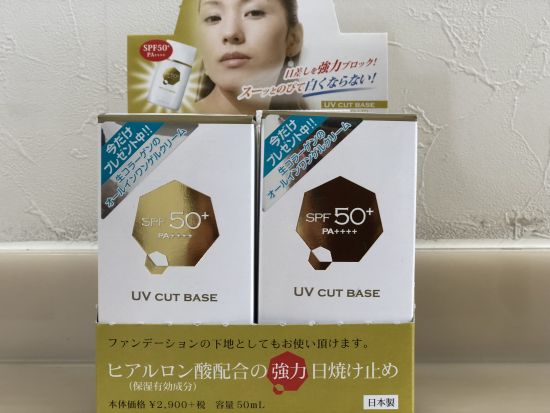 SPF50+
PA++++
日差しを強力ブロック!
スーッとのびて白くならない!
UV CUT BASE
今だけ
プレゼント中!!
生コラーゲンの
オールインワンゲルクリーム
SPF 50+
PA++++
UV CUT BASE
今だけ
プレゼント中!!
生コラーゲンの
オールインワンゲルクリーム
SPF 50+
PA++++
UV CUT BASE
ファンデーションの下地としてもお使い頂けます。
ヒアルロン酸配合の強力日焼け止め
(保湿有効成分)
本体価格 ¥2,900+税 容量50mL
日本製